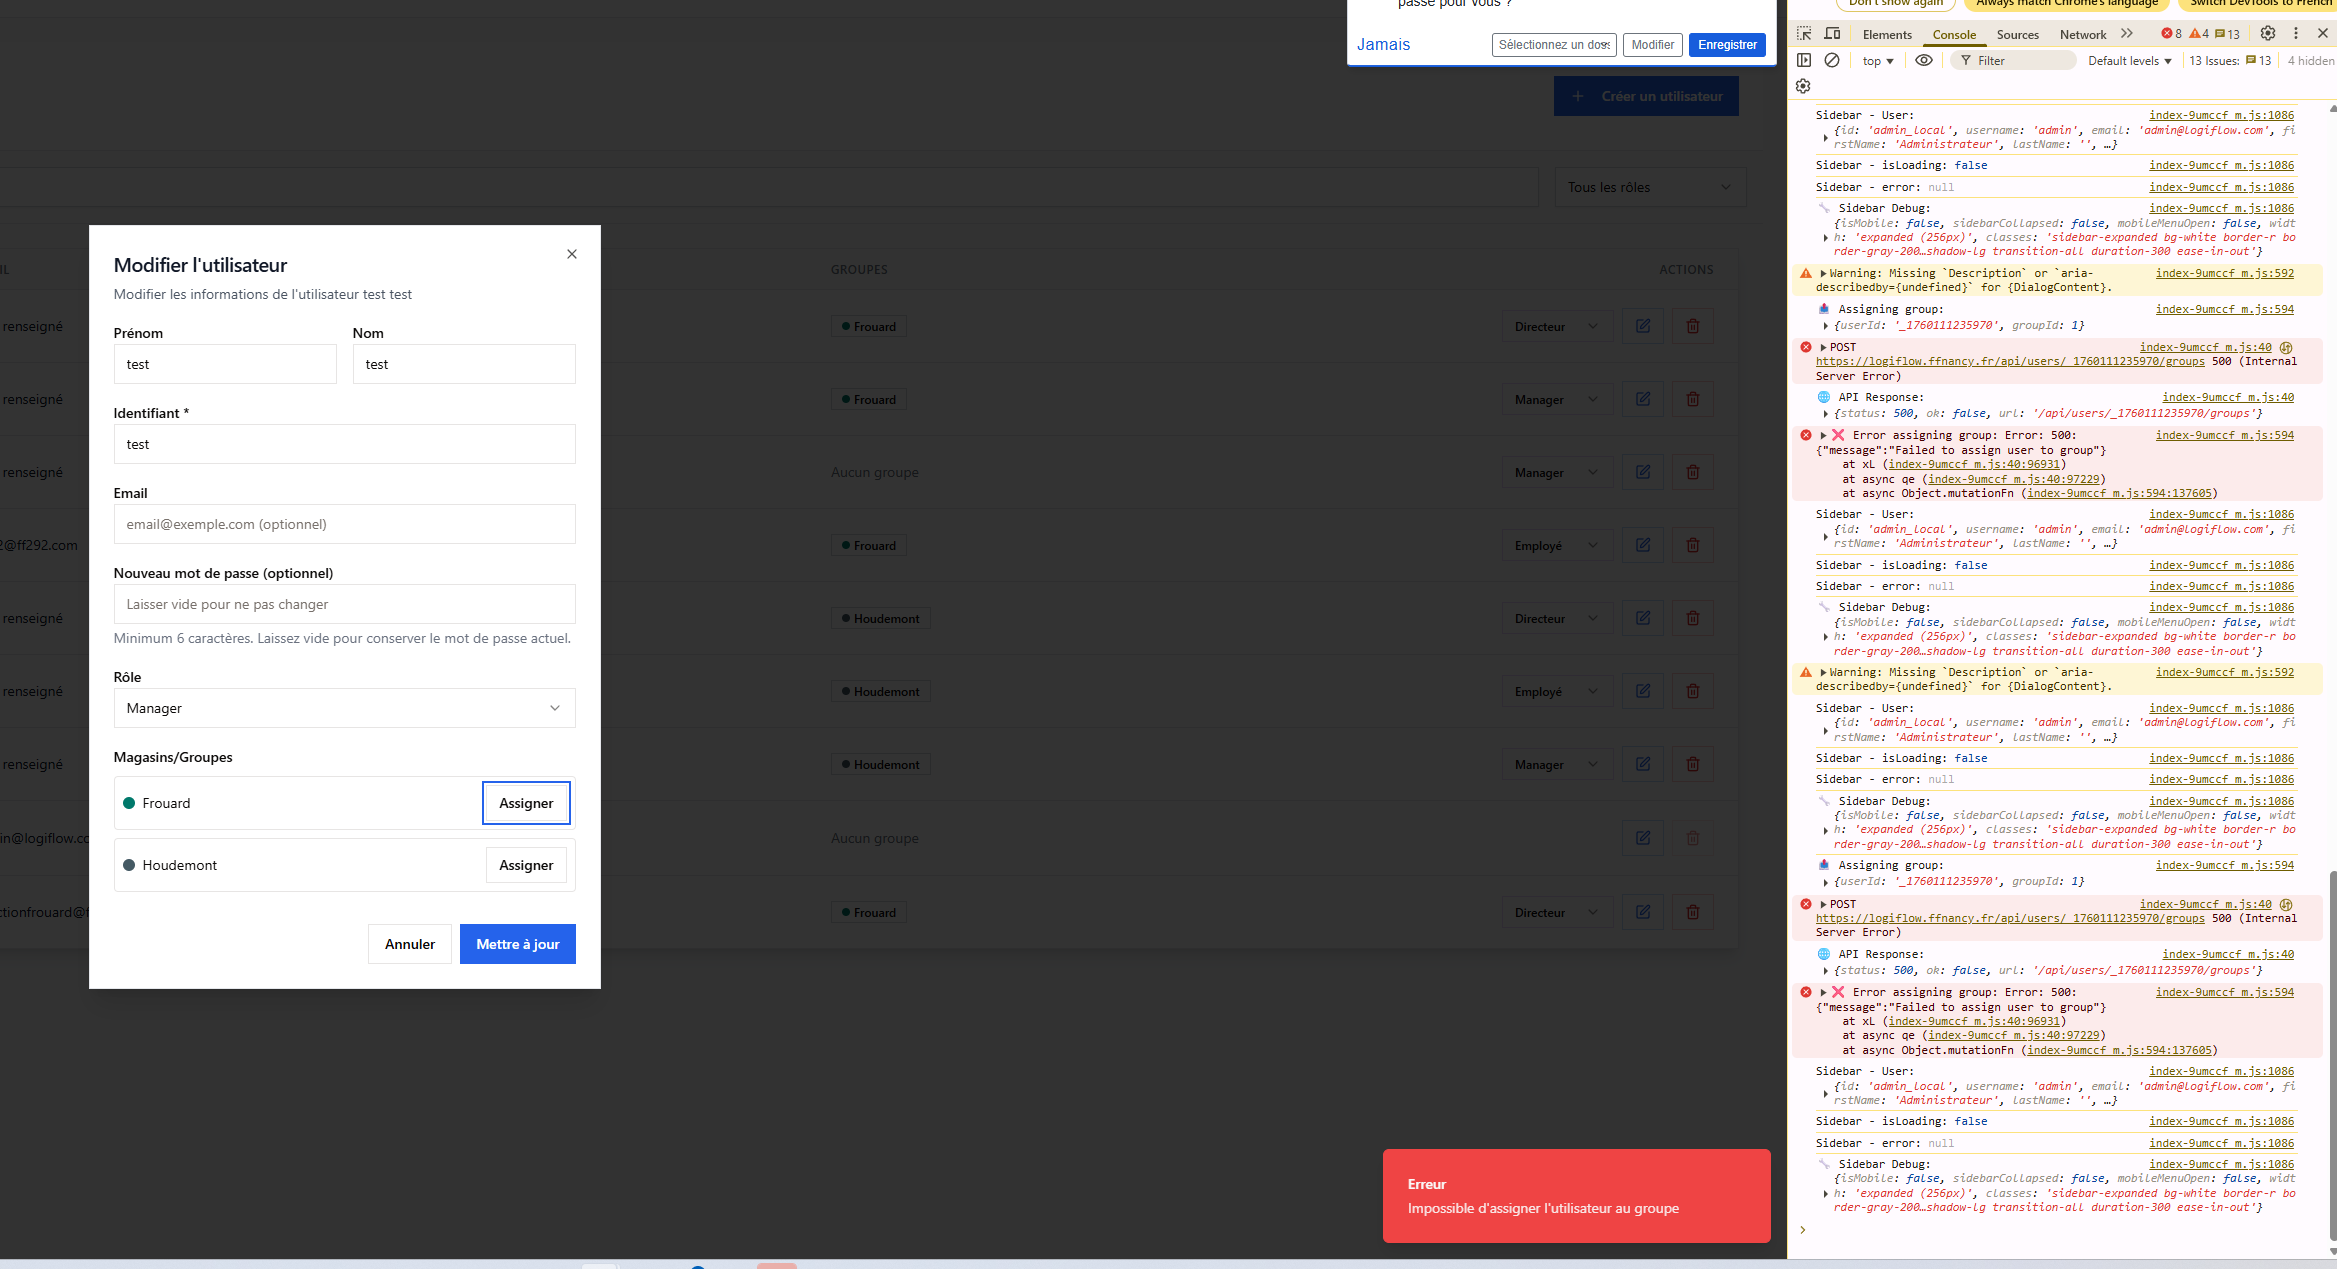 passe pour vous ?
Jamais
Sélectionnez un dos
Modifier
Enregistrer
Créer un utilisateur
Tous les rôles
GROUPES
ACTIONS
renseigné
Frouard
Directeur
renseigné
Frouard
Manager
renseigné
Aucun groupe
Manager
2@ff292.com
Frouard
Employé
renseigné
Houdemont
Directeur
renseigné
Houdemont
Employé
renseigné
Houdemont
Manager
in@logiflow.co
Aucun groupe
ctionfrouard@f
Frouard
Directeur
Modifier l'utilisateur
Modifier les informations de l'utilisateur test test
Prénom
Nom
test
test
Identifiant *
test
Email
email@exemple.com (optionnel)
Nouveau mot de passe (optionnel)
Laisser vide pour ne pas changer
Minimum 6 caractères. Laissez vide pour conserver le mot de passe actuel.
Rôle
Manager
Magasins/Groupes
Frouard
Assigner
Houdemont
Assigner
Annuler
Mettre à jour
Erreur
Impossible d'assigner l'utilisateur au groupe
Don't show again
Always match Chrome's language
Switch DevTools to French
Elements
Console
Sources
Network
8
4
13
top
Filter
Default levels
13 Issues:
13
4 hidden
Sidebar - User: index-9umccf_m.js:1086
{id: 'admin_local', username: 'admin', email: 'admin@logiflow.com', fi
rstName: 'Administrateur', lastName: '', …}
Sidebar - isLoading: false index-9umccf_m.js:1086
Sidebar - error: null index-9umccf_m.js:1086
Sidebar Debug: index-9umccf_m.js:1086
{isMobile: false, sidebarCollapsed: false, mobileMenuOpen: false, widt
h: 'expanded (256px)', classes: 'sidebar-expanded bg-white border-r bo
rder-gray-200…shadow-lg transition-all duration-300 ease-in-out'}
Warning: Missing `Description` or `aria- index-9umccf_m.js:592
describedby={undefined}` for {DialogContent}.
Assigning group: index-9umccf_m.js:594
{userId: '_1760111235970', groupId: 1}
POST index-9umccf_m.js:40
https://logiflow.ffnancy.fr/api/users/_1760111235970/groups 500 (Internal
Server Error)
API Response: index-9umccf_m.js:40
{status: 500, ok: false, url: '/api/users/_1760111235970/groups'}
❌ Error assigning group: Error: 500: index-9umccf_m.js:594
{"message":"Failed to assign user to group"}
at xL (index-9umccf_m.js:40:96931)
at async qe (index-9umccf_m.js:40:97229)
at async Object.mutationFn (index-9umccf_m.js:594:137605)
Sidebar - User: index-9umccf_m.js:1086
{id: 'admin_local', username: 'admin', email: 'admin@logiflow.com', fi
rstName: 'Administrateur', lastName: '', …}
Sidebar - isLoading: false index-9umccf_m.js:1086
Sidebar - error: null index-9umccf_m.js:1086
Sidebar Debug: index-9umccf_m.js:1086
{isMobile: false, sidebarCollapsed: false, mobileMenuOpen: false, widt
h: 'expanded (256px)', classes: 'sidebar-expanded bg-white border-r bo
rder-gray-200…shadow-lg transition-all duration-300 ease-in-out'}
Warning: Missing `Description` or `aria- index-9umccf_m.js:592
describedby={undefined}` for {DialogContent}.
Sidebar - User: index-9umccf_m.js:1086
{id: 'admin_local', username: 'admin', email: 'admin@logiflow.com', fi
rstName: 'Administrateur', lastName: '', …}
Sidebar - isLoading: false index-9umccf_m.js:1086
Sidebar - error: null index-9umccf_m.js:1086
Sidebar Debug: index-9umccf_m.js:1086
{isMobile: false, sidebarCollapsed: false, mobileMenuOpen: false, widt
h: 'expanded (256px)', classes: 'sidebar-expanded bg-white border-r bo
rder-gray-200…shadow-lg transition-all duration-300 ease-in-out'}
Assigning group: index-9umccf_m.js:594
{userId: '_1760111235970', groupId: 1}
POST index-9umccf_m.js:40
https://logiflow.ffnancy.fr/api/users/_1760111235970/groups 500 (Internal
Server Error)
API Response: index-9umccf_m.js:40
{status: 500, ok: false, url: '/api/users/_1760111235970/groups'}
❌ Error assigning group: Error: 500: index-9umccf_m.js:594
{"message":"Failed to assign user to group"}
at xL (index-9umccf_m.js:40:96931)
at async qe (index-9umccf_m.js:40:97229)
at async Object.mutationFn (index-9umccf_m.js:594:137605)
Sidebar - User: index-9umccf_m.js:1086
{id: 'admin_local', username: 'admin', email: 'admin@logiflow.com', fi
rstName: 'Administrateur', lastName: '', …}
Sidebar - isLoading: false index-9umccf_m.js:1086
Sidebar - error: null index-9umccf_m.js:1086
Sidebar Debug: index-9umccf_m.js:1086
{isMobile: false, sidebarCollapsed: false, mobileMenuOpen: false, widt
h: 'expanded (256px)', classes: 'sidebar-expanded bg-white border-r bo
rder-gray-200…shadow-lg transition-all duration-300 ease-in-out'}